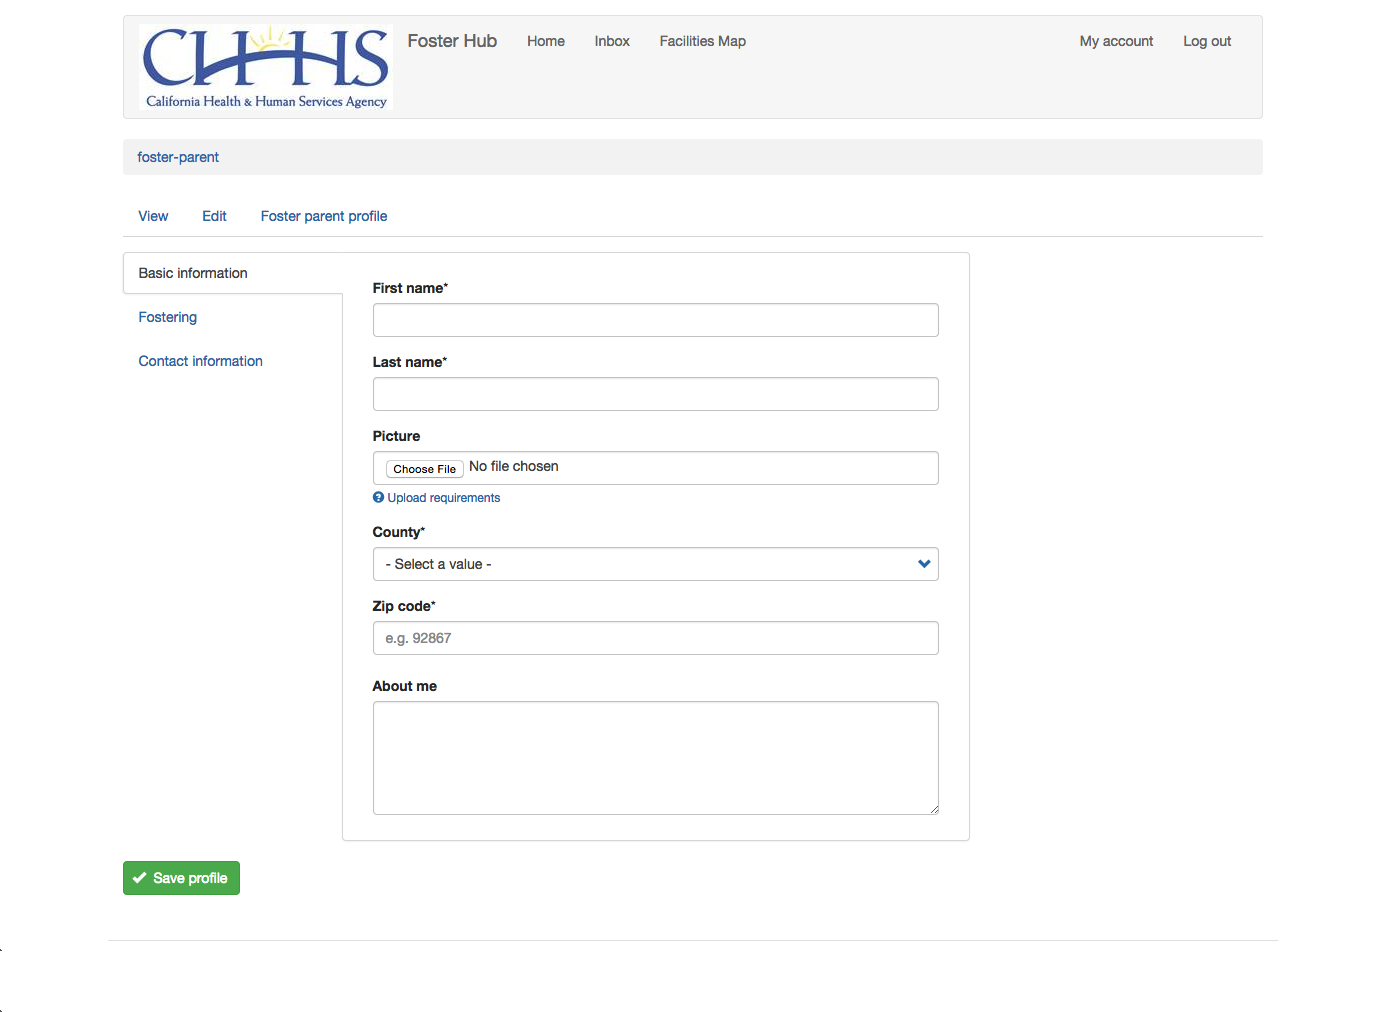 CHHS
California Health & Human Services Agency
Foster Hub Home Inbox Facilities Map My account Log out
foster-parent
View Edit Foster parent profile
Basic information
Fostering
Contact information
First name*
Last name*
Picture
Choose File No file chosen
? Upload requirements
County*
- Select a value -
Zip code*
e.g. 92867
About me
Save profile